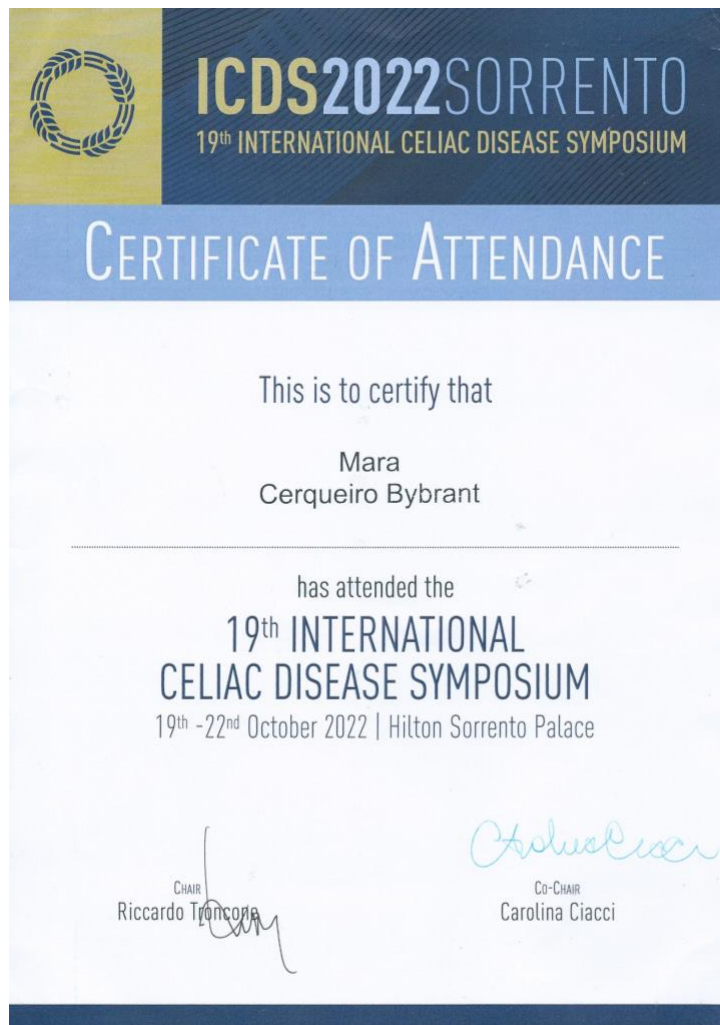 ICDS2022SORRENTO
19th INTERNATIONAL CELIAC DISEASE SYMPOSIUM
CERTIFICATE OF ATTENDANCE
This is to certify that
Mara
Cerqueiro Bybrant
has attended the
19th INTERNATIONAL
CELIAC DISEASE SYMPOSIUM
19th -22nd October 2022 | Hilton Sorrento Palace
CHAIR
Riccardo Troncone
CO-CHAIR
Carolina Ciacci